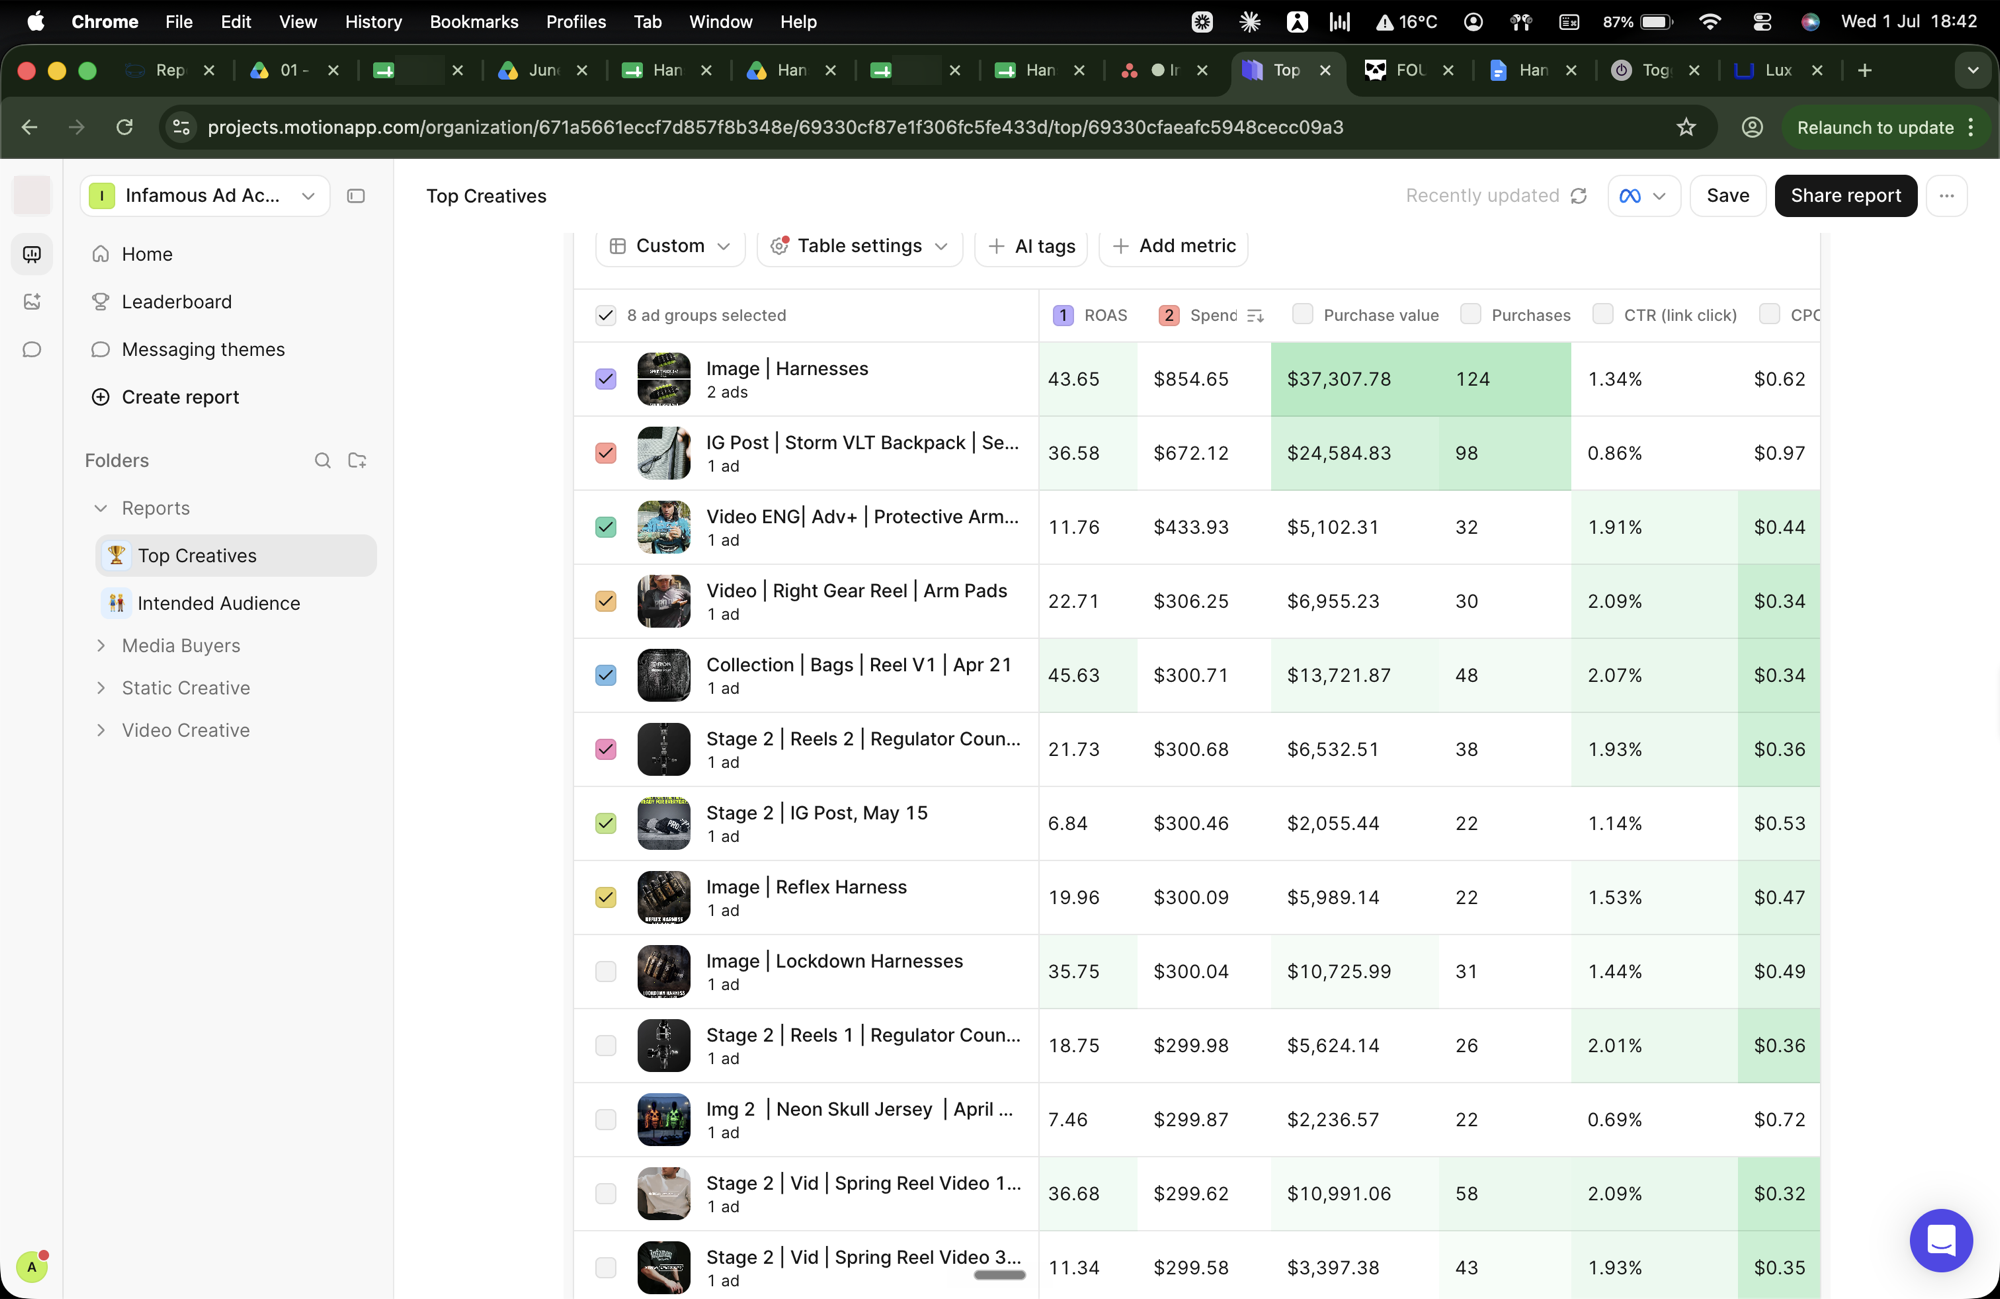 Chrome File Edit View History Bookmarks Profiles Tab Window Help 16°C 87% Wed 1 Jul 18:42
Rep 01 - June Han Han Han In Top FOU Han Togg Lux
projects.motionapp.com/organization/671a5661eccf7d857f8b348e/69330cf87e1f306fc5fe433d/top/69330cfaeafc5948cecc09a3 Relaunch to update
I Infamous Ad Ac...
Home
Leaderboard
Messaging themes
Create report
Folders
Reports
Top Creatives
Intended Audience
Media Buyers
Static Creative
Video Creative
A
Top Creatives Recently updated Save Share report
Custom Table settings AI tags Add metric
8 ad groups selected 1 ROAS 2 Spend Purchase value Purchases CTR (link click) CPC
Image | Harnesses 43.65 $854.65 $37,307.78 124 1.34% $0.62
2 ads
IG Post | Storm VLT Backpack | Se... 36.58 $672.12 $24,584.83 98 0.86% $0.97
1 ad
Video ENG| Adv+ | Protective Arm... 11.76 $433.93 $5,102.31 32 1.91% $0.44
1 ad
Video | Right Gear Reel | Arm Pads 22.71 $306.25 $6,955.23 30 2.09% $0.34
1 ad
Collection | Bags | Reel V1 | Apr 21 45.63 $300.71 $13,721.87 48 2.07% $0.34
1 ad
Stage 2 | Reels 2 | Regulator Coun... 21.73 $300.68 $6,532.51 38 1.93% $0.36
1 ad
Stage 2 | IG Post, May 15 6.84 $300.46 $2,055.44 22 1.14% $0.53
1 ad
Image | Reflex Harness 19.96 $300.09 $5,989.14 22 1.53% $0.47
1 ad
REFLEX HARNESS
Image | Lockdown Harnesses 35.75 $300.04 $10,725.99 31 1.44% $0.49
1 ad
Stage 2 | Reels 1 | Regulator Coun... 18.75 $299.98 $5,624.14 26 2.01% $0.36
1 ad
Img 2 | Neon Skull Jersey | April ... 7.46 $299.87 $2,236.57 22 0.69% $0.72
1 ad
Stage 2 | Vid | Spring Reel Video 1... 36.68 $299.62 $10,991.06 58 2.09% $0.32
1 ad
Stage 2 | Vid | Spring Reel Video 3... 11.34 $299.58 $3,397.38 43 1.93% $0.35
1 ad